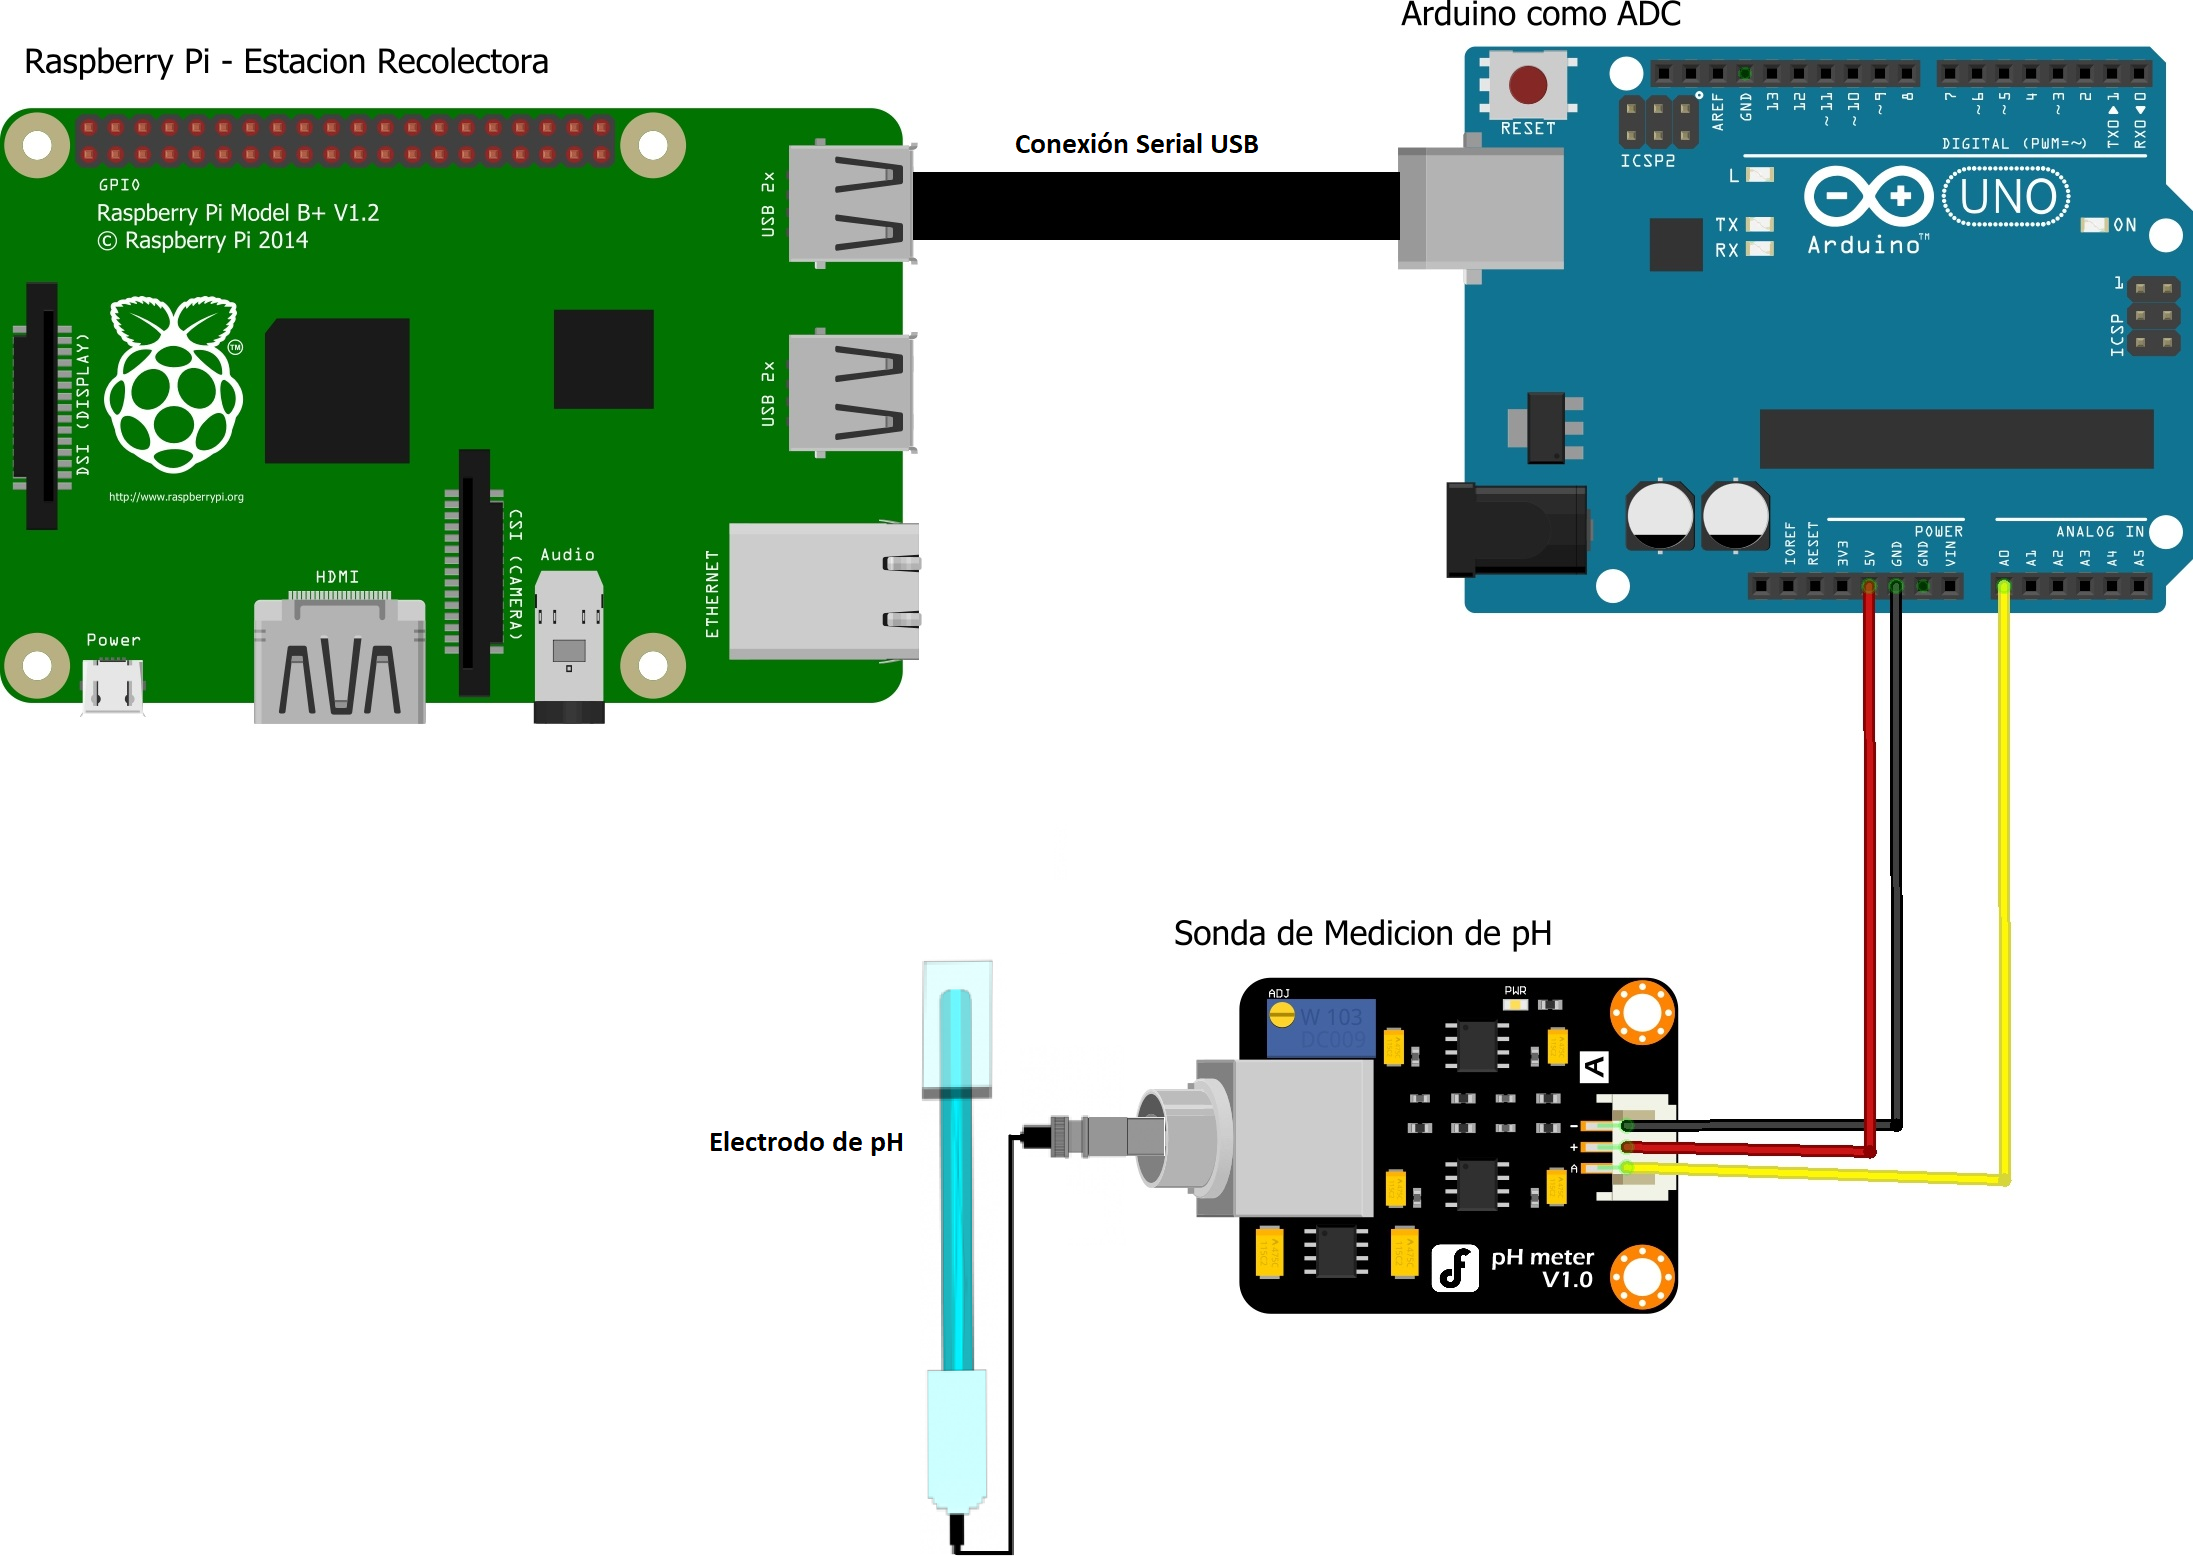 Arduino como ADC
Raspberry Pi - Estacion Recolectora
Conexión Serial USB
GPIO
Raspberry Pi Model B+ V1.2
© Raspberry Pi 2014
USB 2x
USB 2x
DSI (DISPLAY)
TM
http://www.raspberrypi.org
CSI (CAMERA)
Audio
HDMI
ETHERNET
Power
RESET
ICSP2
AREF
GND
13
12
~11
~10
~9
8
7
~6
~5
4
~3
2
TX0▶1
RX0◀0
DIGITAL (PWM=~)
L
TX
RX
UNO
Arduino™
ON
1
ICSP
IOREF
RESET
3V3
5V
GND
GND
VIN
POWER
ANALOG IN
A0
A1
A2
A3
A4
A5
Sonda de Medicion de pH
ADJ
W 103
DC009
PWR
A
-
+
A
Electrodo de pH
pH meter
V1.0